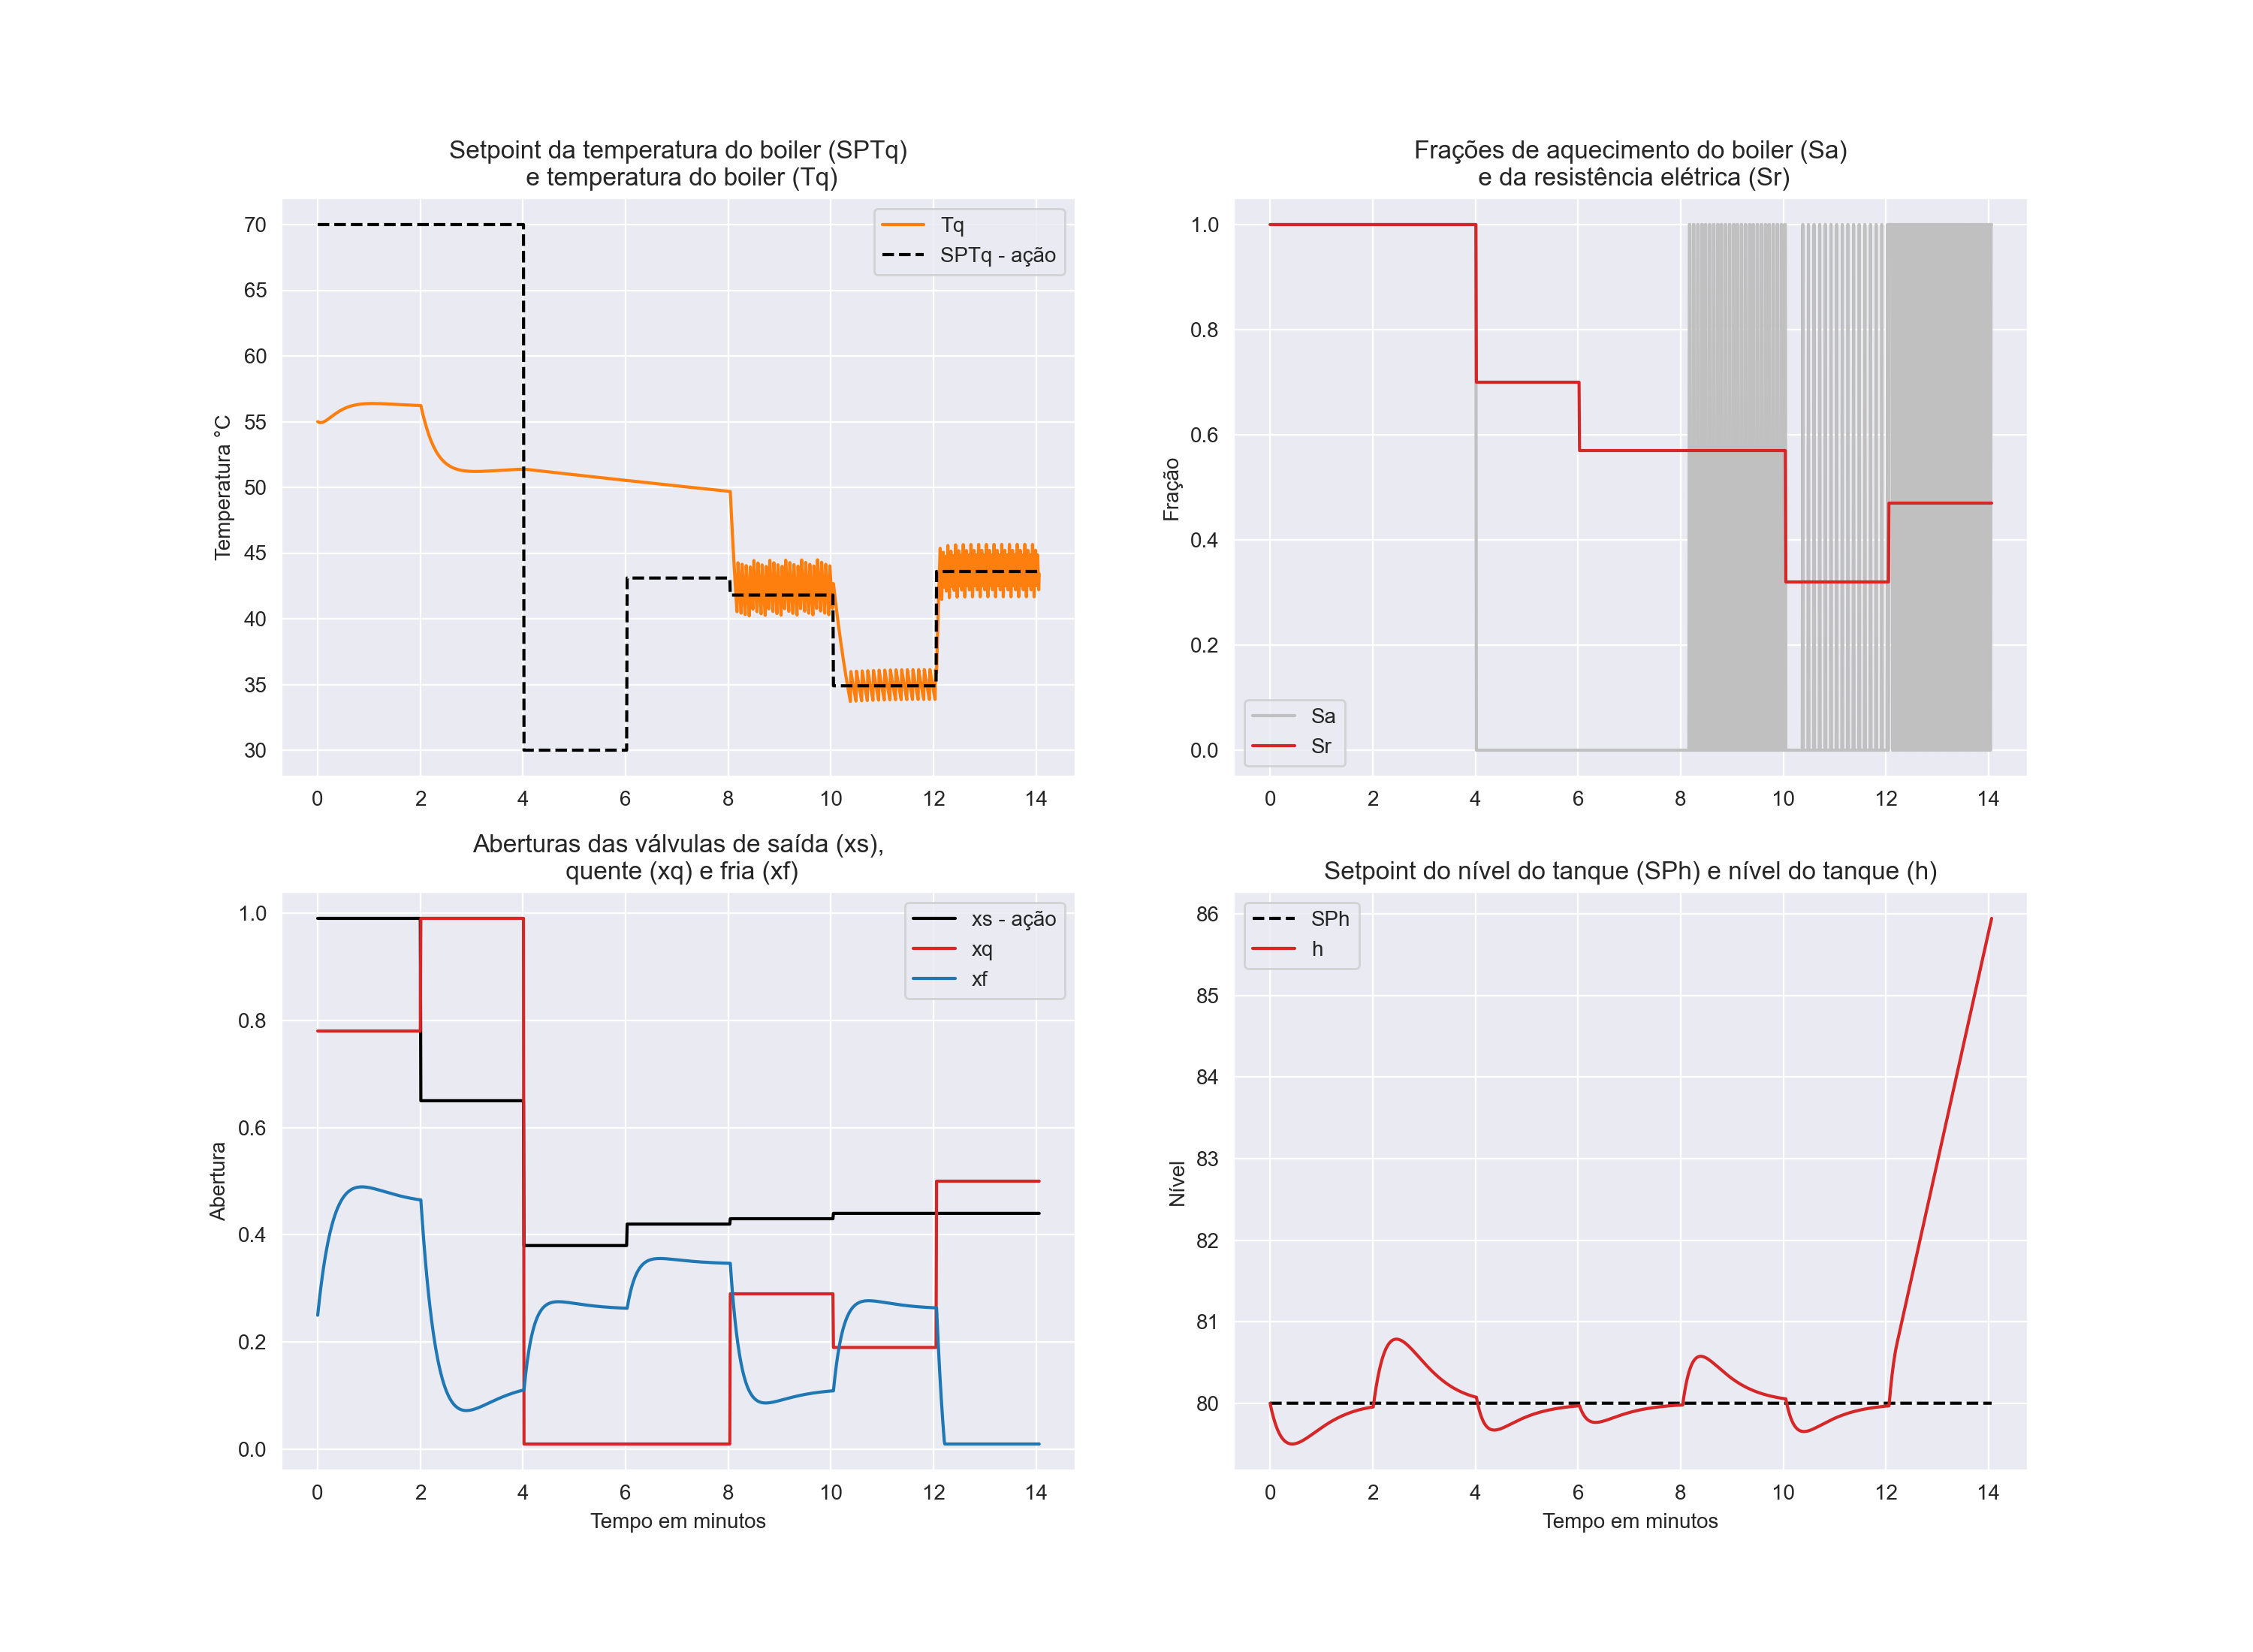 Setpoint da temperatura do boiler (SPTq)
e temperatura do boiler (Tq)
Temperatura °C
70
65
60
55
50
45
40
35
30
Tq
SPTq - ação
0 2 4 6 8 10 12 14
Frações de aquecimento do boiler (Sa)
e da resistência elétrica (Sr)
Fração
1.0
0.8
0.6
0.4
0.2
0.0
Sa
Sr
0 2 4 6 8 10 12 14
Aberturas das válvulas de saída (xs),
quente (xq) e fria (xf)
Abertura
1.0
0.8
0.6
0.4
0.2
0.0
xs - ação
xq
xf
0 2 4 6 8 10 12 14
Tempo em minutos
Setpoint do nível do tanque (SPh) e nível do tanque (h)
Nível
86
85
84
83
82
81
80
SPh
h
0 2 4 6 8 10 12 14
Tempo em minutos